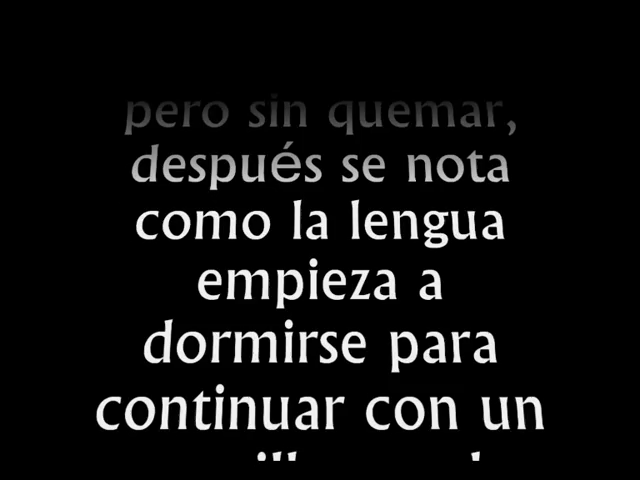 pero sin quemar,
después se nota
como la lengua
empieza a
dormirse para
continuar con un